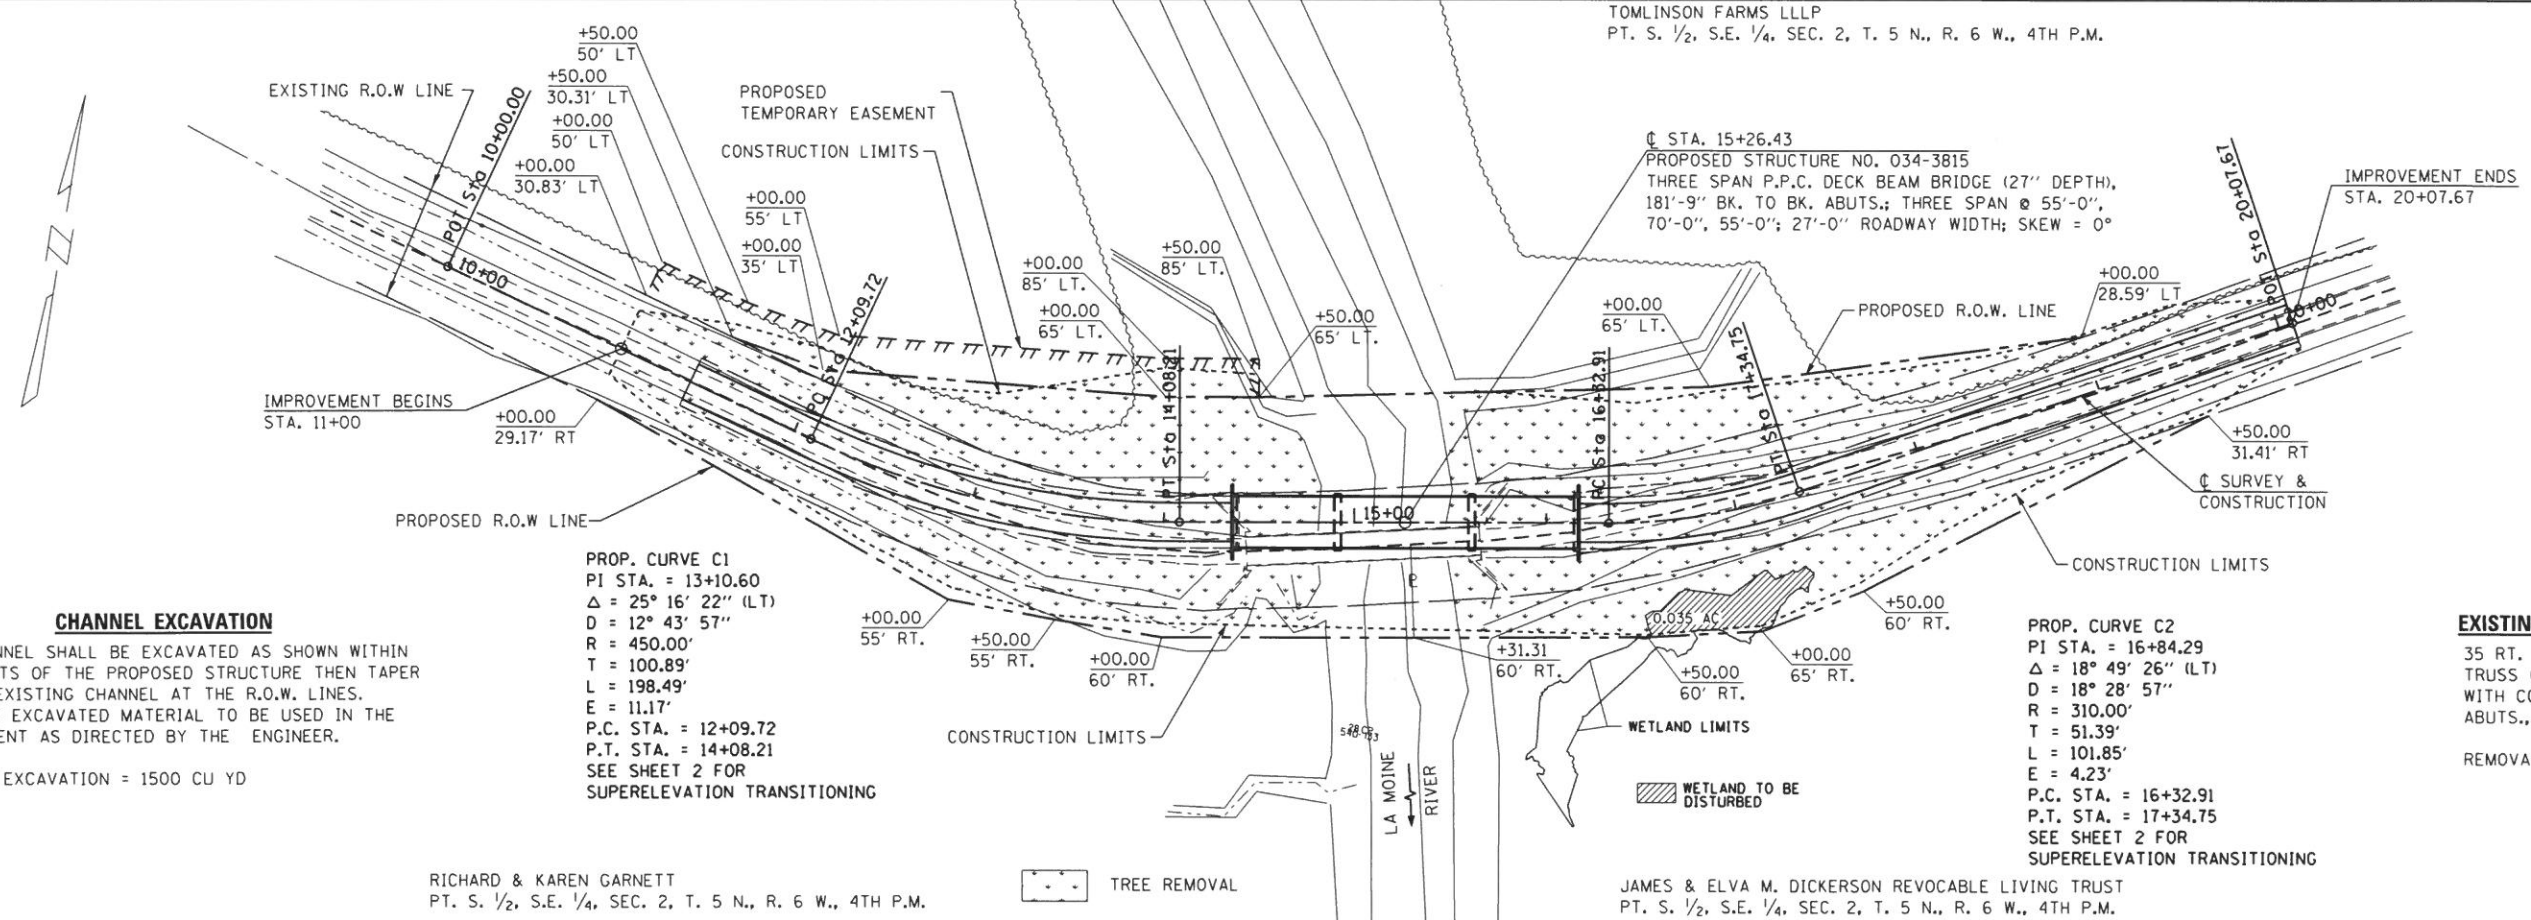 TOMLINSON FARMS LLLP
PT. S. 1/2, S.E. 1/4, SEC. 2, T. 5 N., R. 6 W., 4TH P.M.
EXISTING R.O.W LINE
+50.00
50' LT
+50.00
30.31' LT
+00.00
50' LT
+00.00
30.83' LT
POT Sta 10+00.00
10+00
PROPOSED
TEMPORARY EASEMENT
CONSTRUCTION LIMITS
+00.00
55' LT
+00.00
35' LT
PC Sta 12+09.72
+00.00
85' LT.
+00.00
65' LT.
+50.00
85' LT.
+50.00
65' LT.
℄ STA. 15+26.43
PROPOSED STRUCTURE NO. 034-3815
THREE SPAN P.P.C. DECK BEAM BRIDGE (27'' DEPTH),
181'-9'' BK. TO BK. ABUTS.; THREE SPAN @ 55'-0'',
70'-0'', 55'-0''; 27'-0'' ROADWAY WIDTH; SKEW = 0°
+00.00
65' LT.
PROPOSED R.O.W. LINE
+00.00
28.59' LT
POT Sta 20+07.67
IMPROVEMENT ENDS
STA. 20+07.67
IMPROVEMENT BEGINS
STA. 11+00
+00.00
29.17' RT
PT Sta 14+08.21
PC Sta 16+32.91
PT Sta 17+34.75
15+00
+50.00
31.41' RT
℄ SURVEY &
CONSTRUCTION
PROPOSED R.O.W LINE
CONSTRUCTION LIMITS
PROP. CURVE C1
PI STA. = 13+10.60
Δ = 25° 16' 22'' (LT)
D = 12° 43' 57''
R = 450.00'
T = 100.89'
L = 198.49'
E = 11.17'
P.C. STA. = 12+09.72
P.T. STA. = 14+08.21
SEE SHEET 2 FOR
SUPERELEVATION TRANSITIONING
CHANNEL EXCAVATION
NNEL SHALL BE EXCAVATED AS SHOWN WITHIN
TS OF THE PROPOSED STRUCTURE THEN TAPER
EXISTING CHANNEL AT THE R.O.W. LINES.
EXCAVATED MATERIAL TO BE USED IN THE
ENT AS DIRECTED BY THE ENGINEER.
EXCAVATION = 1500 CU YD
+00.00
55' RT.
+50.00
55' RT.
+00.00
60' RT.
CONSTRUCTION LIMITS
+31.31
60' RT.
0.035 AC
+50.00
60' RT.
+00.00
65' RT.
+50.00
60' RT.
WETLAND LIMITS
WETLAND TO BE
DISTURBED
LA MOINE
RIVER
PROP. CURVE C2
PI STA. = 16+84.29
Δ = 18° 49' 26'' (LT)
D = 18° 28' 57''
R = 310.00'
T = 51.39'
L = 101.85'
E = 4.23'
P.C. STA. = 16+32.91
P.T. STA. = 17+34.75
SEE SHEET 2 FOR
SUPERELEVATION TRANSITIONING
EXISTIN
35 RT.
TRUSS
WITH CO
ABUTS.,
REMOVA
RICHARD & KAREN GARNETT
PT. S. 1/2, S.E. 1/4, SEC. 2, T. 5 N., R. 6 W., 4TH P.M.
TREE REMOVAL
JAMES & ELVA M. DICKERSON REVOCABLE LIVING TRUST
PT. S. 1/2, S.E. 1/4, SEC. 2, T. 5 N., R. 6 W., 4TH P.M.